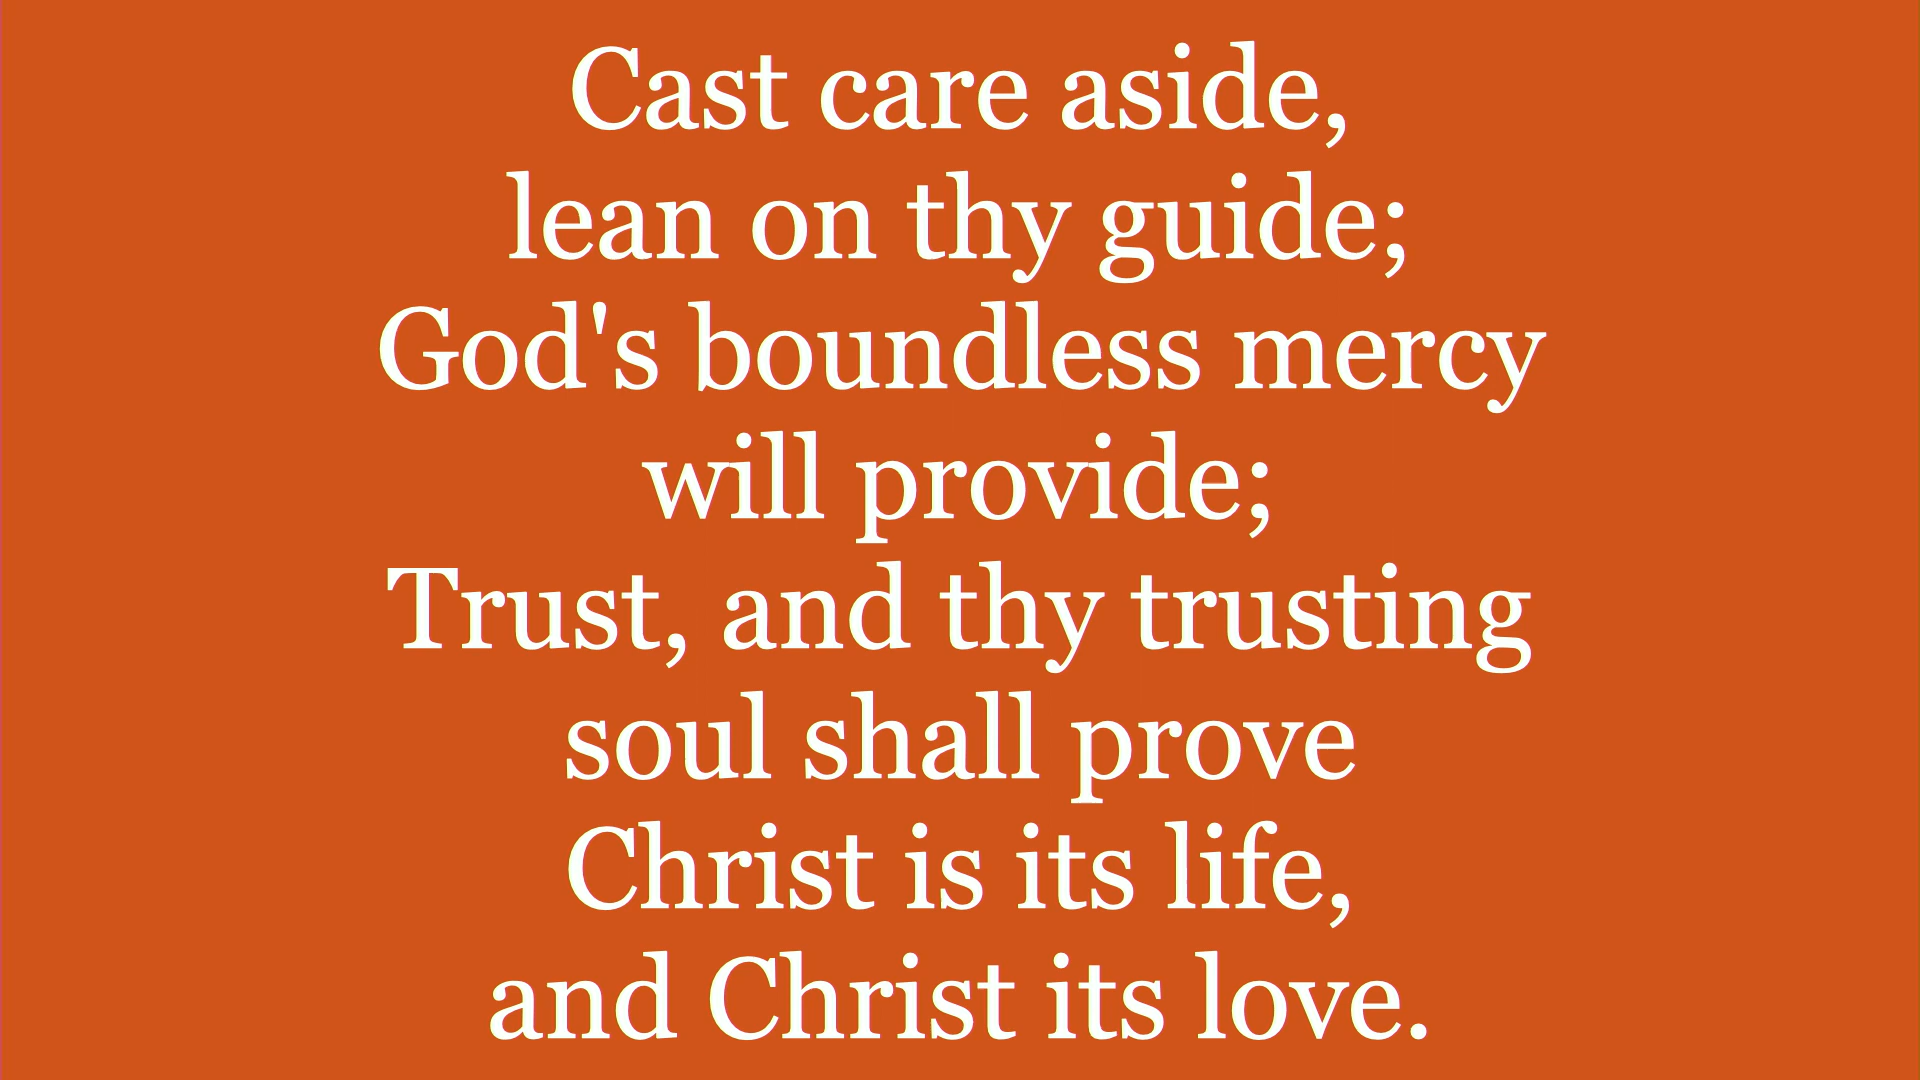 Cast care aside,
lean on thy guide;
God's boundless mercy
will provide;
Trust, and thy trusting
soul shall prove
Christ is its life,
and Christ its love.